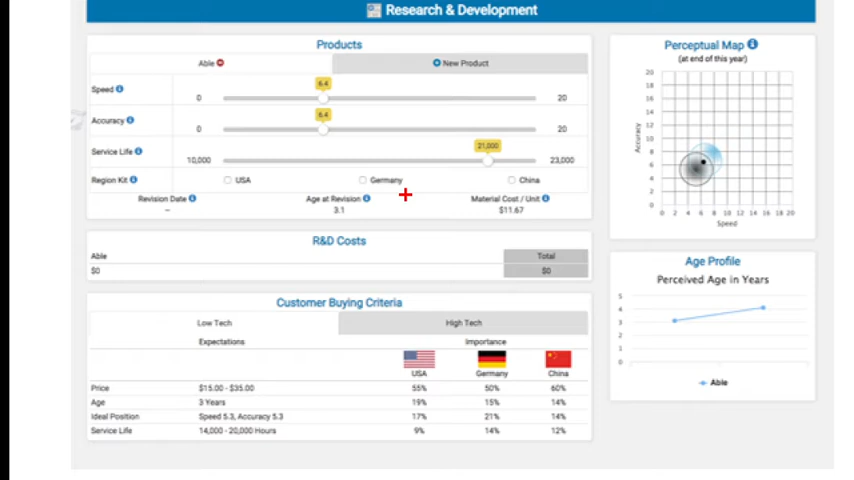 Research & Development
Products
Able
New Product
Speed
6.4
0
20
Accuracy
6.4
0
20
Service Life
21,000
10,000
23,000
Region Kit
USA
Germany
China
Revision Date
Age at Revision
Material Cost / Unit
--
3.1
$11.67
R&D Costs
Able
Total
$0
$0
Customer Buying Criteria
Low Tech
High Tech
Expectations
Importance
USA
Germany
China
Price $15.00 - $35.00 55% 50% 60%
Age 3 Years 19% 15% 14%
Ideal Position Speed 5.3, Accuracy 5.3 17% 21% 14%
Service Life 14,000 - 20,000 Hours 9% 14% 12%
Perceptual Map
(at end of this year)
20
18
16
14
12
10
8
6
4
2
0
Accuracy
0 2 4 6 8 10 12 14 16 18 20
Speed
Age Profile
Perceived Age in Years
5
4
3
2
1
0
Able